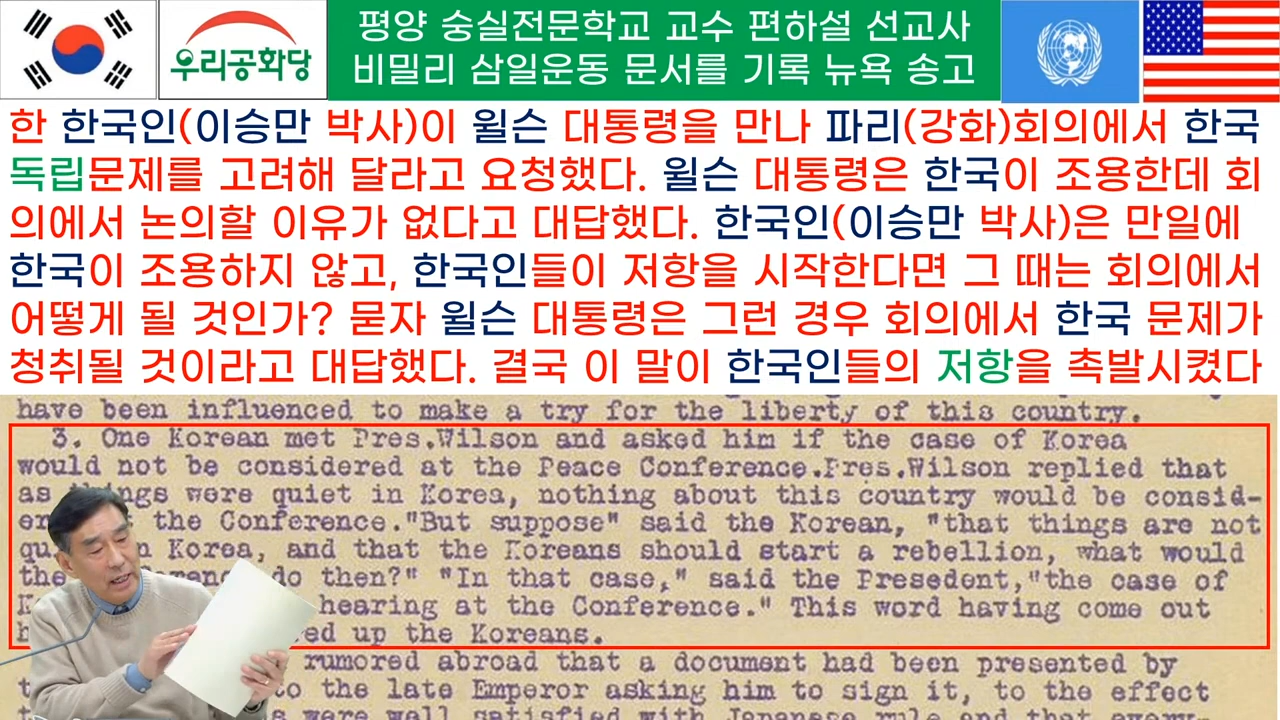 우리공화당
평양 숭실전문학교 교수 편하설 선교사
비밀리 삼일운동 문서를 기록 뉴욕 송고
한 한국인(이승만 박사)이 윌슨 대통령을 만나 파리(강화)회의에서 한국
독립문제를 고려해 달라고 요청했다. 윌슨 대통령은 한국이 조용한데 회
의에서 논의할 이유가 없다고 대답했다. 한국인(이승만 박사)은 만일에
한국이 조용하지 않고, 한국인들이 저항을 시작한다면 그 때는 회의에서
어떻게 될 것인가? 묻자 윌슨 대통령은 그런 경우 회의에서 한국 문제가
청취될 것이라고 대답했다. 결국 이 말이 한국인들의 저항을 촉발시켰다
have been influenced to make a try for the liberty of this country.
3. One Korean met Pres.Wilson and asked him if the case of Korea
would not be considered at the Peace Conference.Pres.Wilson replied that
as things were quiet in Korea, nothing about this country would be consid-
the Conference."But suppose" said the Korean, "that things are not
Korea, and that the Koreans should start a rebellion, what would
the do then?" "In that case," said the Presedent,"the case of
hearing at the Conference." This word having come out
up the Koreans.
rumored abroad that a document had been presented by
to the late Emperor asking him to sign it, to the effect
were well satisfied with Japanese rule and that